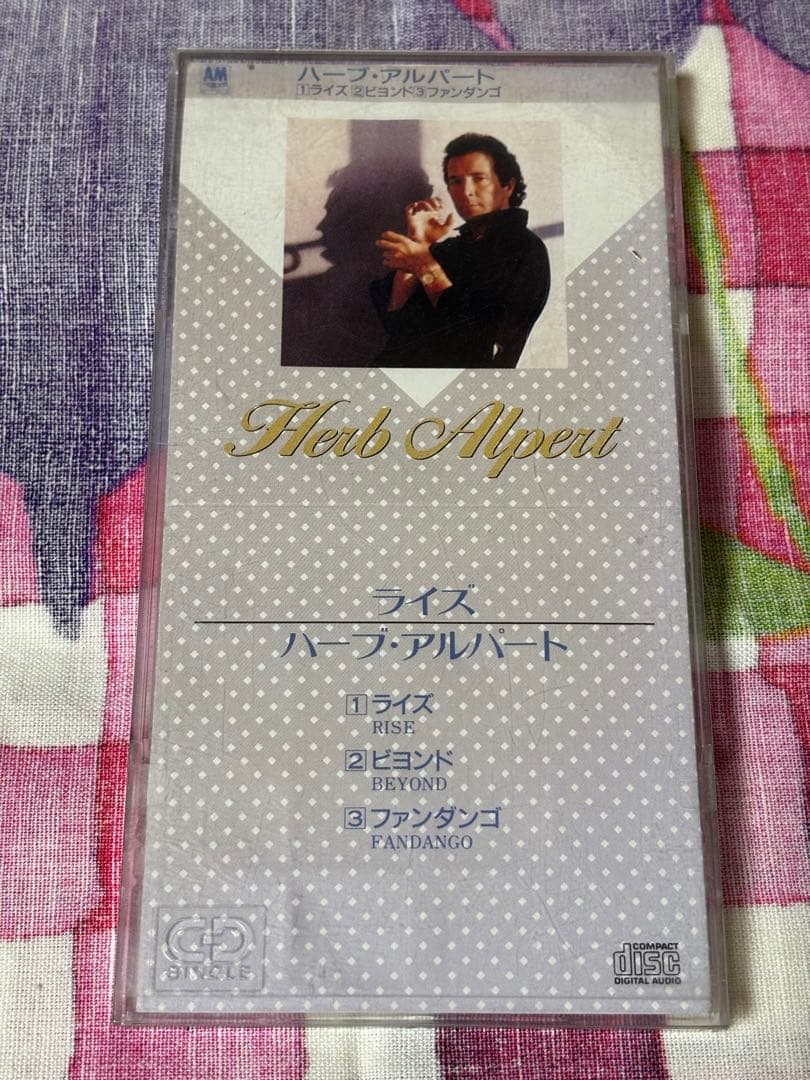 AM
ハーブ・アルパート
1ライズ 2ビヨンド 3ファンダンゴ
Herb Alpert
ライズ
ハーブ・アルパート
1 ライズ
RISE
2 ビヨンド
BEYOND
3 ファンダンゴ
FANDANGO
CD
SINGLE
COMPACT
disc
DIGITAL AUDIO